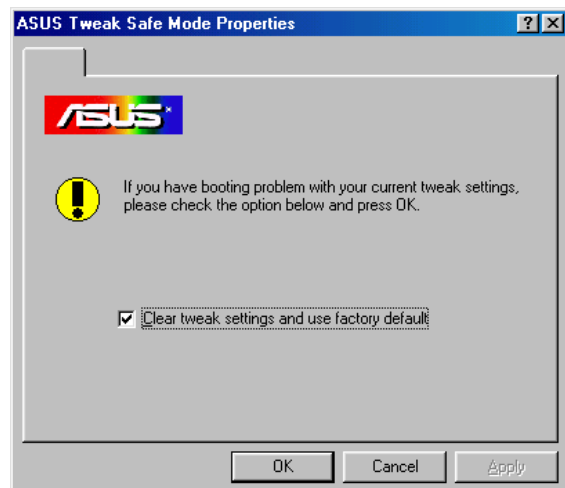 ASUS Tweak Safe Mode Properties
ASUS
If you have booting problem with your current tweak settings,
please check the option below and press OK.
Clear tweak settings and use factory default
OK Cancel Apply